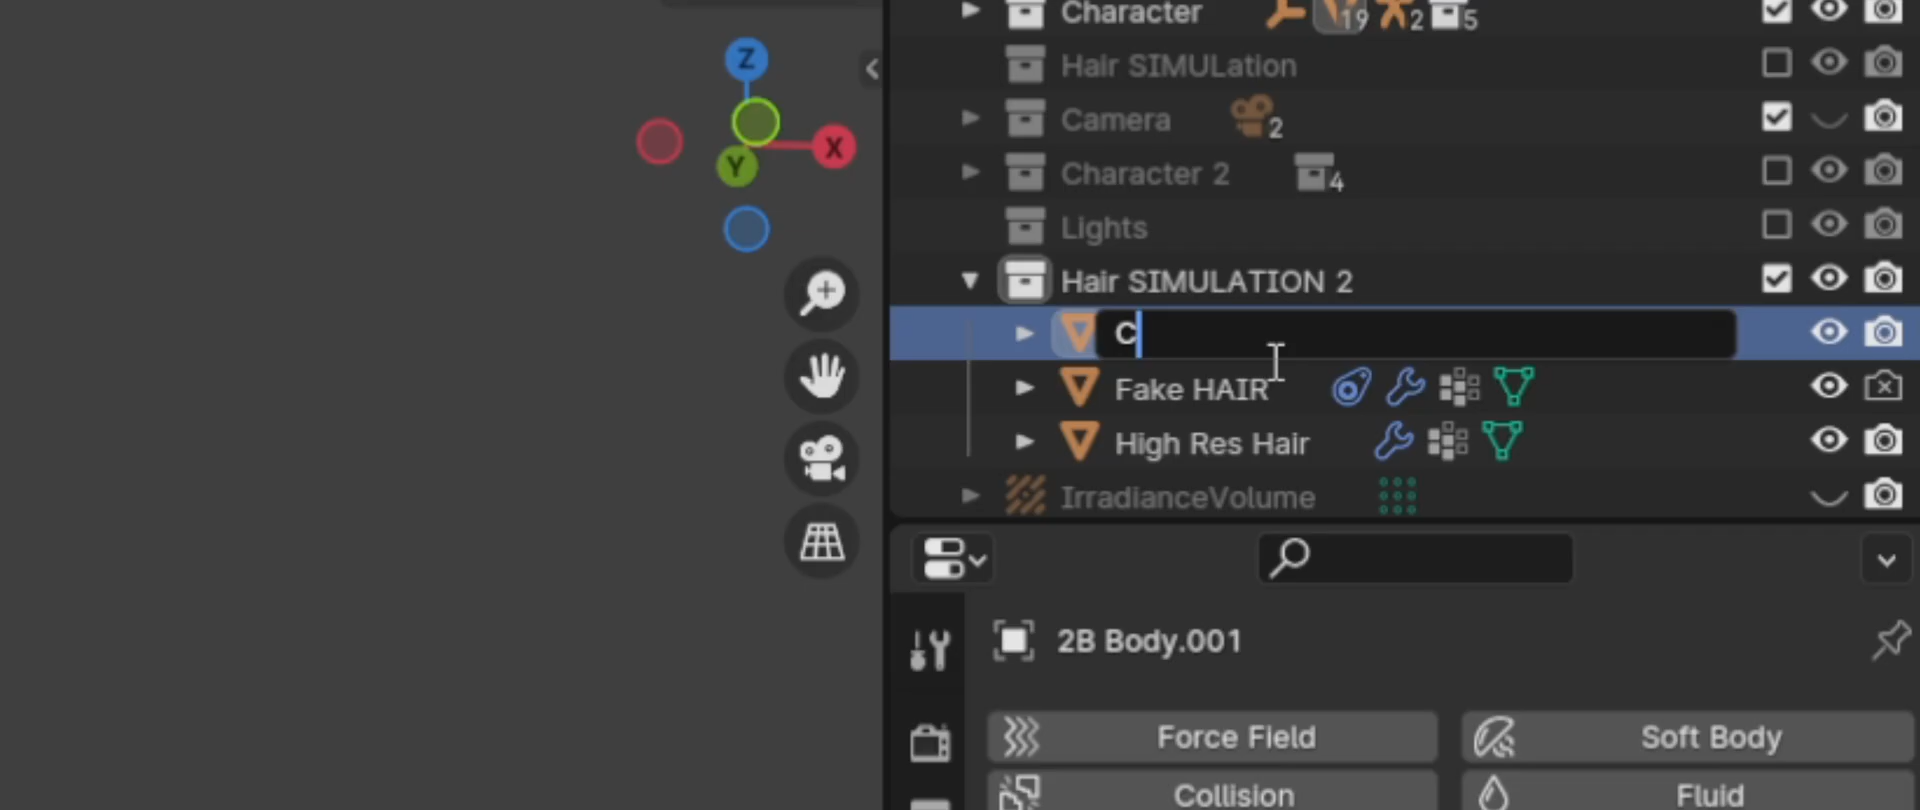 Character 19 2 5
Hair SIMULation
Camera 2
Character 2 4
Lights
Hair SIMULATION 2
C
Fake HAIR
High Res Hair
IrradianceVolume
Z
X
Y
2B Body.001
Force Field Soft Body
Collision Fluid